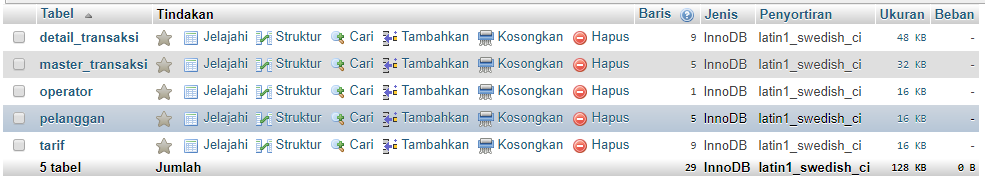 Tabel Tindakan Baris Jenis Penyortiran Ukuran Beban
detail_transaksi Jelajahi Struktur Cari Tambahkan Kosongkan Hapus 9 InnoDB latin1_swedish_ci 48 KB -
master_transaksi Jelajahi Struktur Cari Tambahkan Kosongkan Hapus 5 InnoDB latin1_swedish_ci 32 KB -
operator Jelajahi Struktur Cari Tambahkan Kosongkan Hapus 1 InnoDB latin1_swedish_ci 16 KB -
pelanggan Jelajahi Struktur Cari Tambahkan Kosongkan Hapus 5 InnoDB latin1_swedish_ci 16 KB -
tarif Jelajahi Struktur Cari Tambahkan Kosongkan Hapus 9 InnoDB latin1_swedish_ci 16 KB -
5 tabel Jumlah 29 InnoDB latin1_swedish_ci 128 KB 0 B